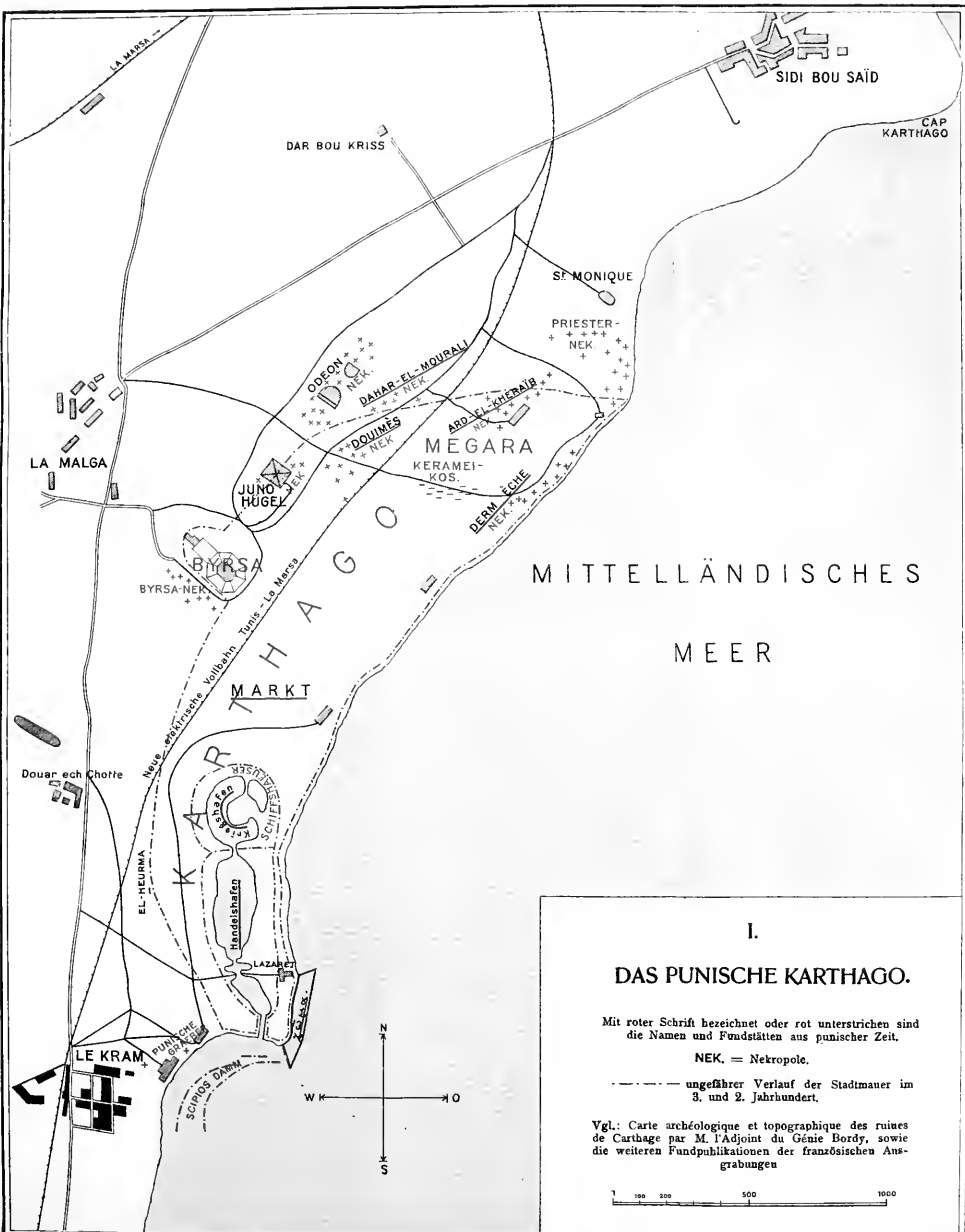 LA MARSA →
SIDI BOU SAÏD
CAP
KARTHAGO
DAR BOU KRISS
Sᵗᵉ MONIQUE
PRIESTER-
NEK.
ODEON
NEK.
DAHAR-EL-MOURALI
NEK.
ARD-EL-KHERAÏB
NEK.
DOUIMÈS
NEK
MEGARA
KERAMEI-
KOS.
LA MALGA
JUNO
HÜGEL
NEK
DERMÈCHE
NEK.
BYRSA
BYRSA-NEK.
MITTELLÄNDISCHES
MEER
Neue elektrische Vollbahn Tunis - La Marsa
KARTHAGO
MARKT
Douar ech Chotte
SCHIFFSHÄUSER
Kriegshafen
EL-HEURMA
Handelshafen
LAZARET
χῶμα.
PUNISCHE
GRÄBER
LE KRAM
SCIPIOS DAMM
N
W
O
S
I.
DAS PUNISCHE KARTHAGO.
Mit roter Schrift bezeichnet oder rot unterstrichen sind
die Namen und Fundstätten aus punischer Zeit.
NEK. = Nekropole.
ungefährer Verlauf der Stadtmauer im
3. und 2. Jahrhundert.
Vgl.: Carte archéologique et topographique des ruines
de Carthage par M. l'Adjoint du Génie Bordy, sowie
die weiteren Fundpublikationen der französischen Aus-
grabungen
1 100 200 500 1000